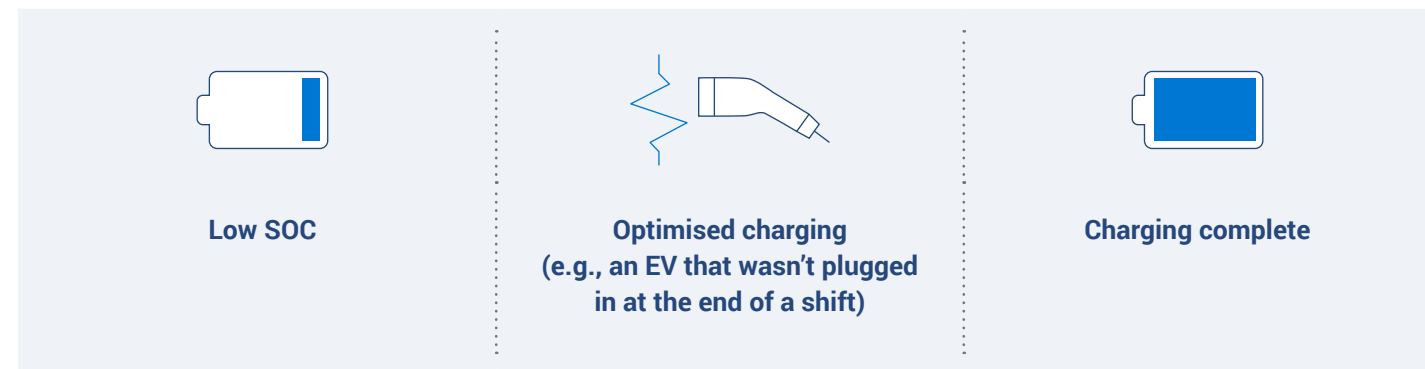 Low SOC
Optimised charging
(e.g., an EV that wasn’t plugged
in at the end of a shift)
Charging complete